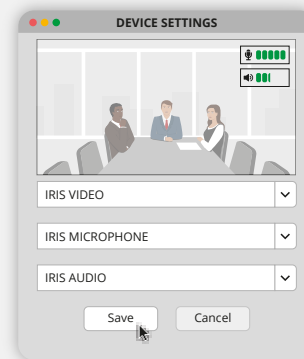 DEVICE SETTINGS
IRIS VIDEO
IRIS MICROPHONE
IRIS AUDIO
Save Cancel